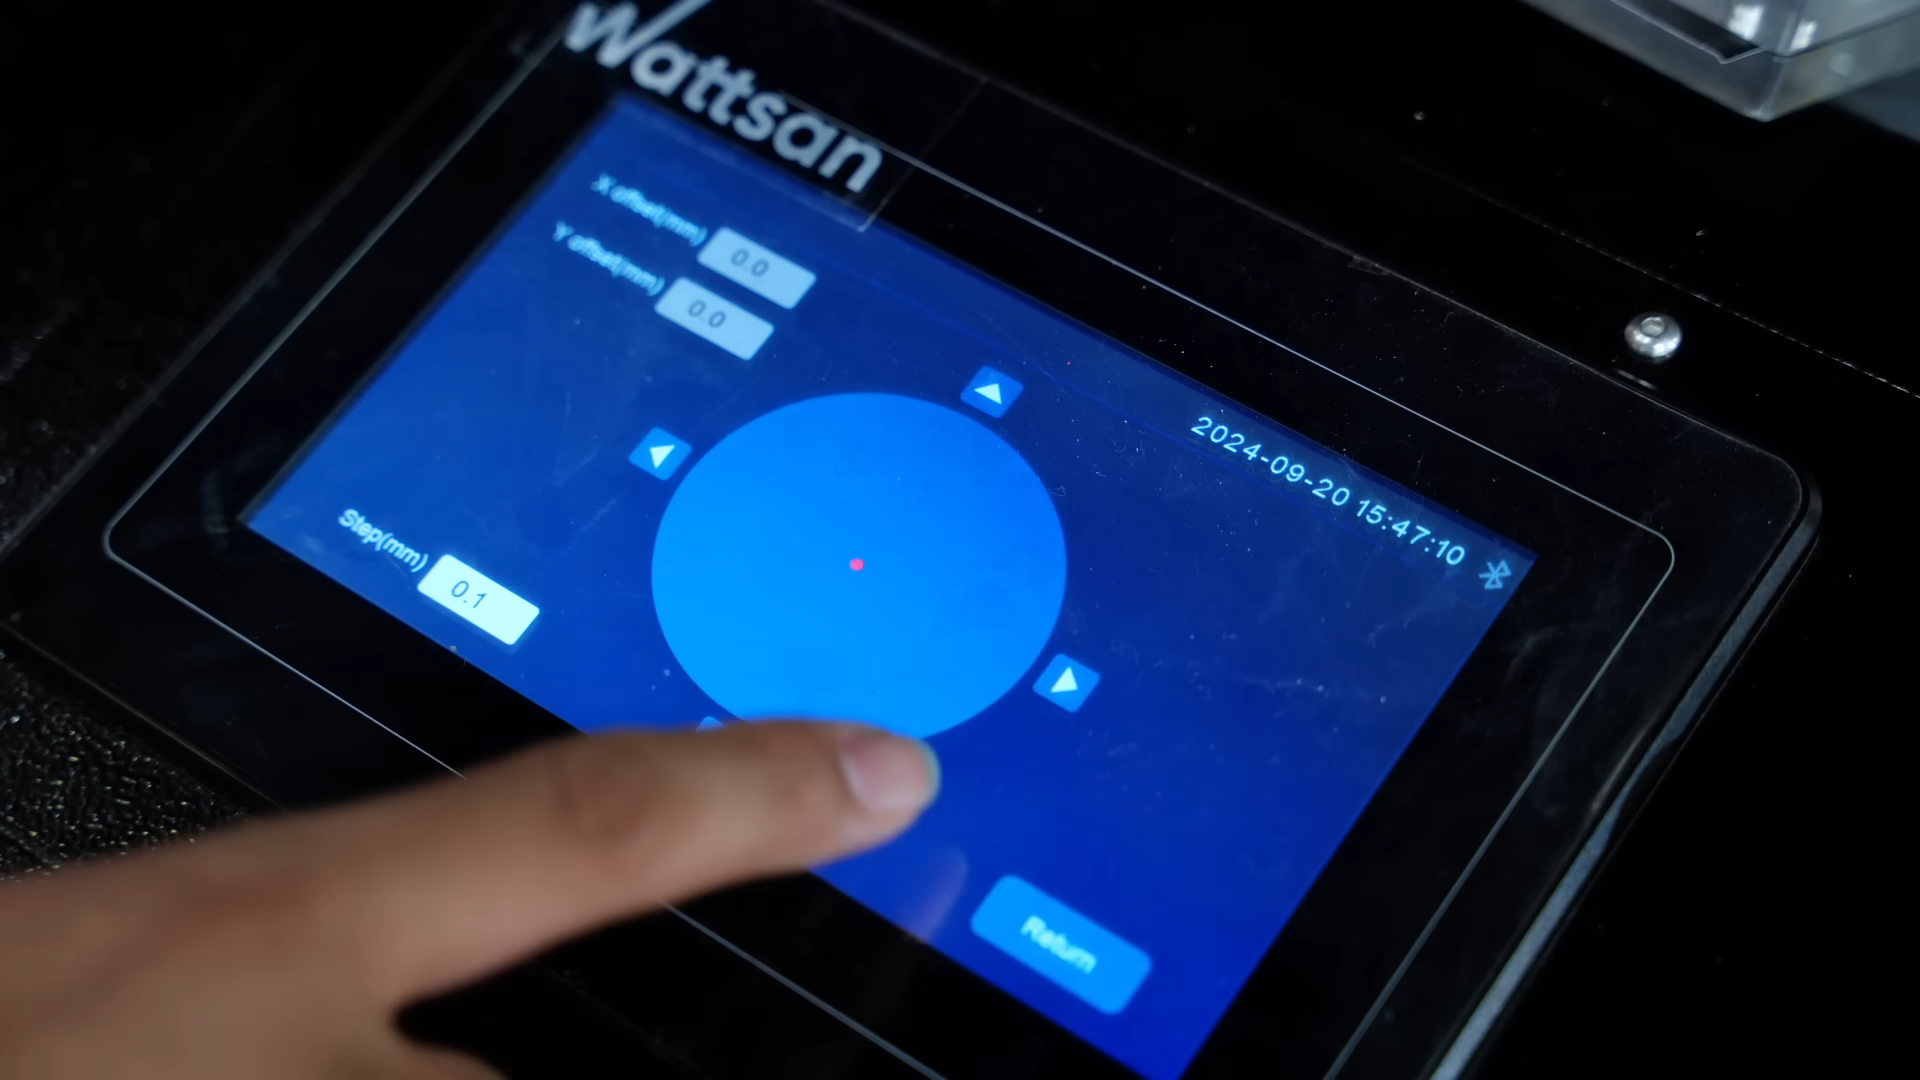 Wattsan
2024-09-20 15:47:10
X offset(mm) 0.0
Y offset(mm) 0.0
Step(mm) 0.1
Return